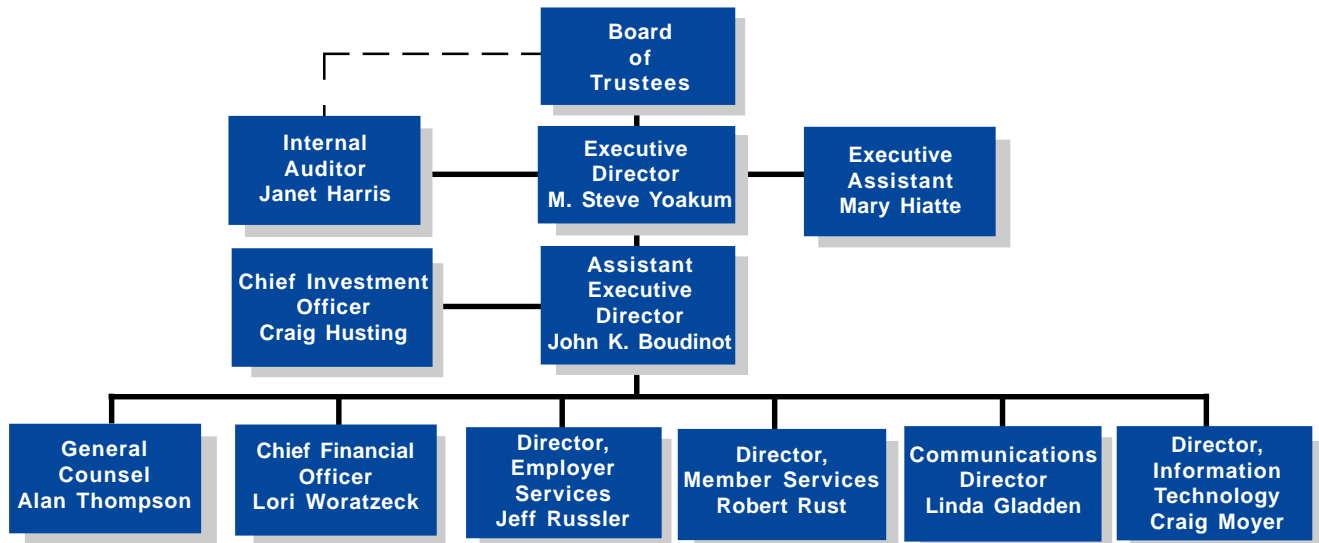 Board
of
Trustees
Internal
Auditor
Janet Harris
Executive
Director
M. Steve Yoakum
Executive
Assistant
Mary Hiatte
Chief Investment
Officer
Craig Husting
Assistant
Executive
Director
John K. Boudinot
General
Counsel
Alan Thompson
Chief Financial
Officer
Lori Woratzeck
Director,
Employer
Services
Jeff Russler
Director,
Member Services
Robert Rust
Communications
Director
Linda Gladden
Director,
Information
Technology
Craig Moyer